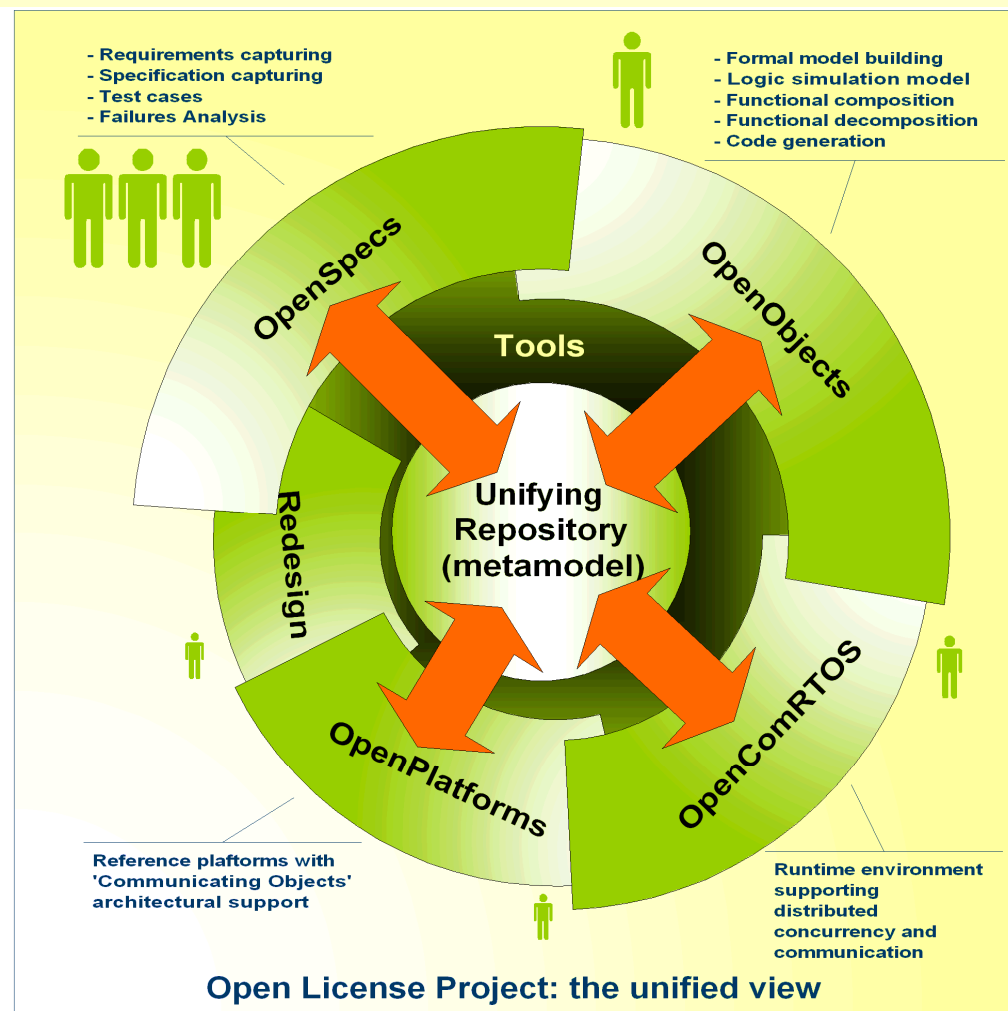 - Requirements capturing
- Specification capturing
- Test cases
- Failures Analysis
- Formal model building
- Logic simulation model
- Functional composition
- Functional decomposition
- Code generation
OpenSpecs
OpenObjects
Tools
Unifying
Repository
(metamodel)
Redesign
OpenPlatforms
OpenComRTOS
Reference plaftorms with
'Communicating Objects'
architectural support
Runtime environment
supporting
distributed
concurrency and
communication
Open License Project: the unified view